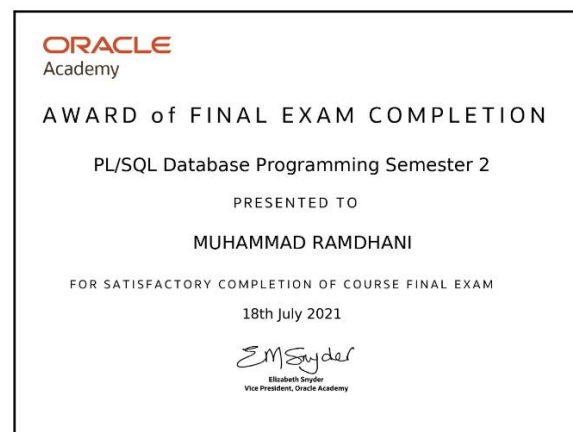 ORACLE
Academy
AWARD of FINAL EXAM COMPLETION
PL/SQL Database Programming Semester 2
PRESENTED TO
MUHAMMAD RAMDHANI
FOR SATISFACTORY COMPLETION OF COURSE FINAL EXAM
18th July 2021
EMSnyder
Elizabeth Snyder
Vice President, Oracle Academy